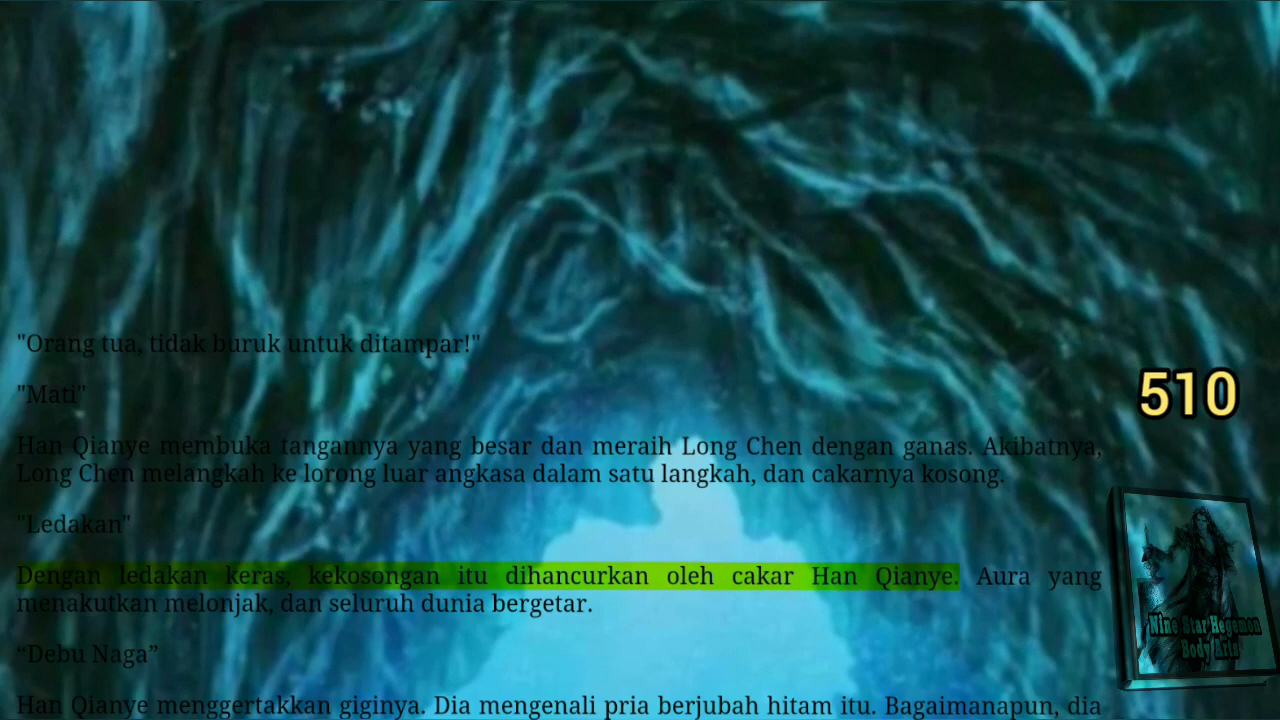 "Orang tua, tidak buruk untuk ditampar!"
"Mati"
Han Qianye membuka tangannya yang besar dan meraih Long Chen dengan ganas. Akibatnya,
Long Chen melangkah ke lorong luar angkasa dalam satu langkah, dan cakarnya kosong.
510
"Ledakan"
Dengan ledakan keras, kekosongan itu dihancurkan oleh cakar Han Qianye. Aura yang
menakutkan melonjak, dan seluruh dunia bergetar.
Nine Star Hegemon
Body Arts
“Debu Naga”
Han Qianye menggertakkan giginya. Dia mengenali pria berjubah hitam itu. Bagaimanapun, dia